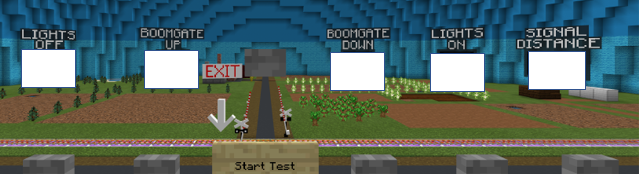 LIGHTS
OFF
BOOMGATE
UP
EXIT
BOOMGATE
DOWN
LIGHTS
ON
SIGNAL
DISTANCE
Start Test